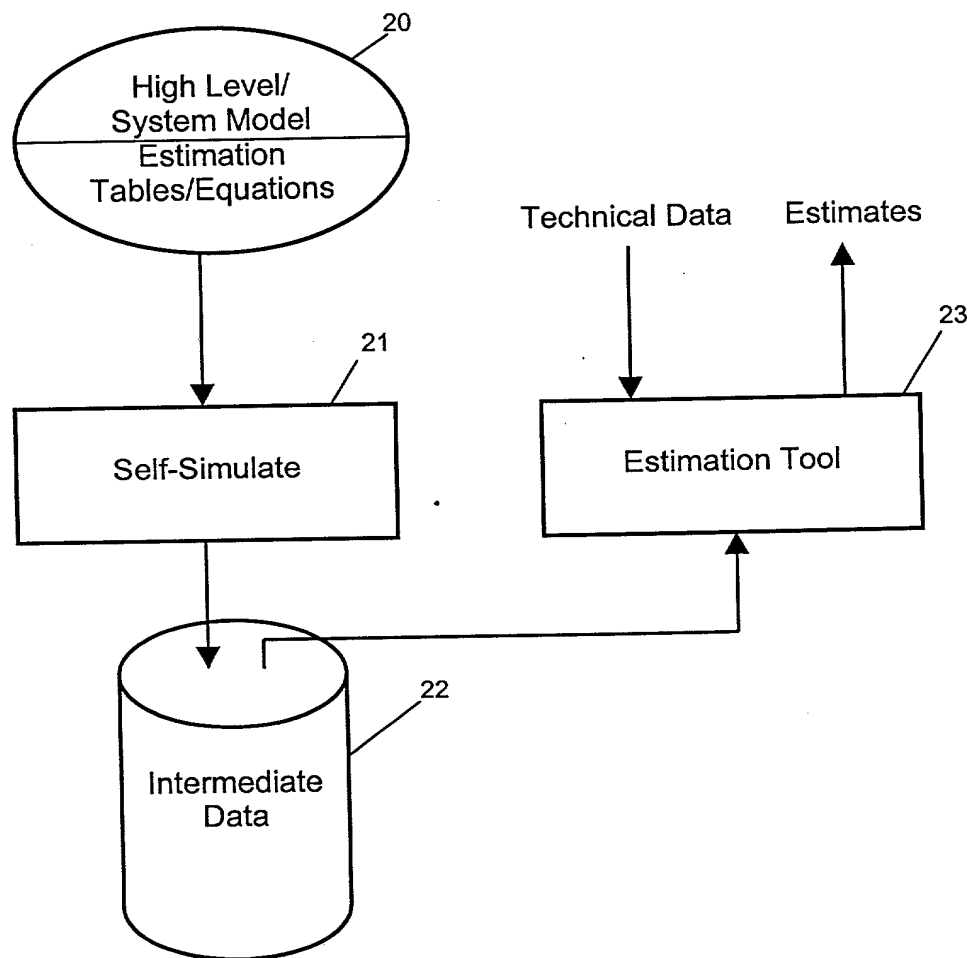 20
High Level/
System Model
Estimation
Tables/Equations
Technical Data
Estimates
21
23
Self-Simulate
Estimation Tool
22
Intermediate
Data